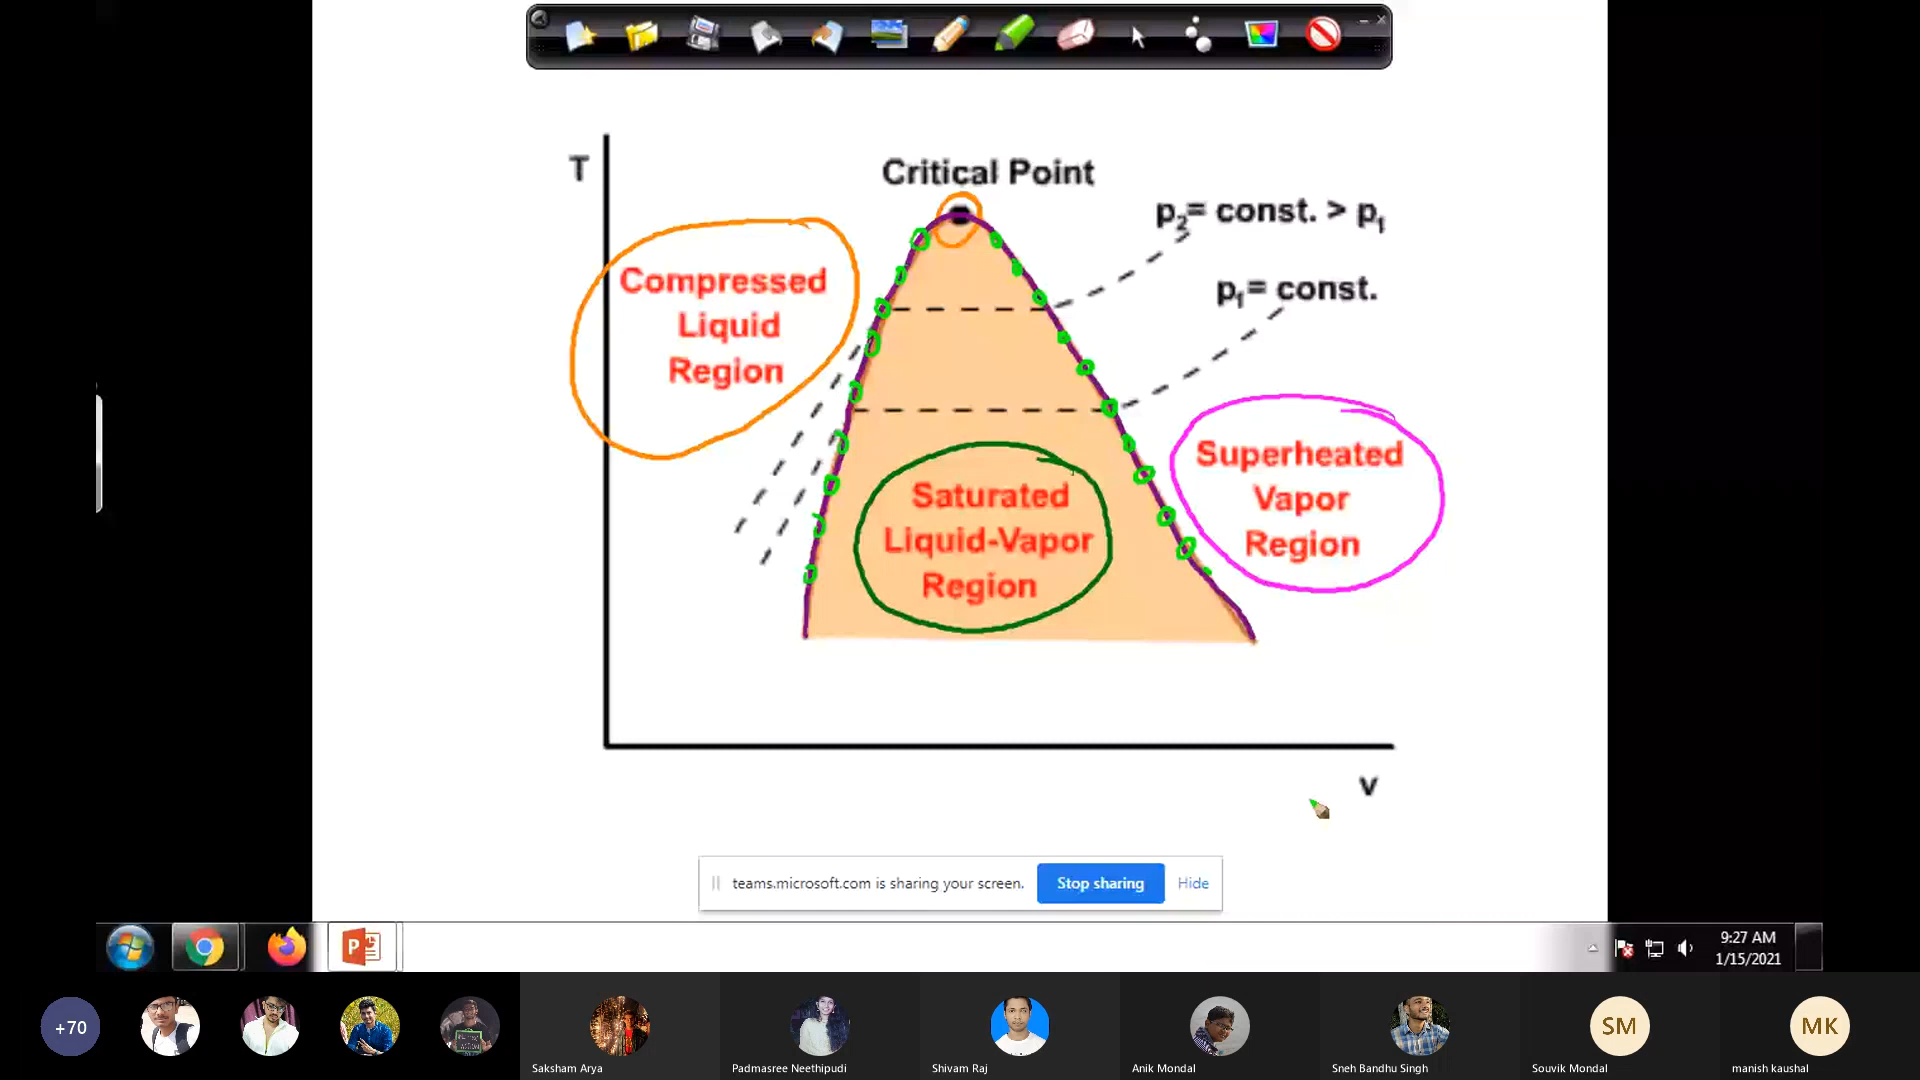 T
Critical Point
p2= const. > p1
p1= const.
Compressed
Liquid
Region
Saturated
Liquid-Vapor
Region
Superheated
Vapor
Region
v
teams.microsoft.com is sharing your screen.
Stop sharing
Hide
9:27 AM
1/15/2021
+70
SM
MK
Saksham Arya
Padmasree Neethipudi
Shivam Raj
Anik Mondal
Sneh Bandhu Singh
Souvik Mondal
manish kaushal